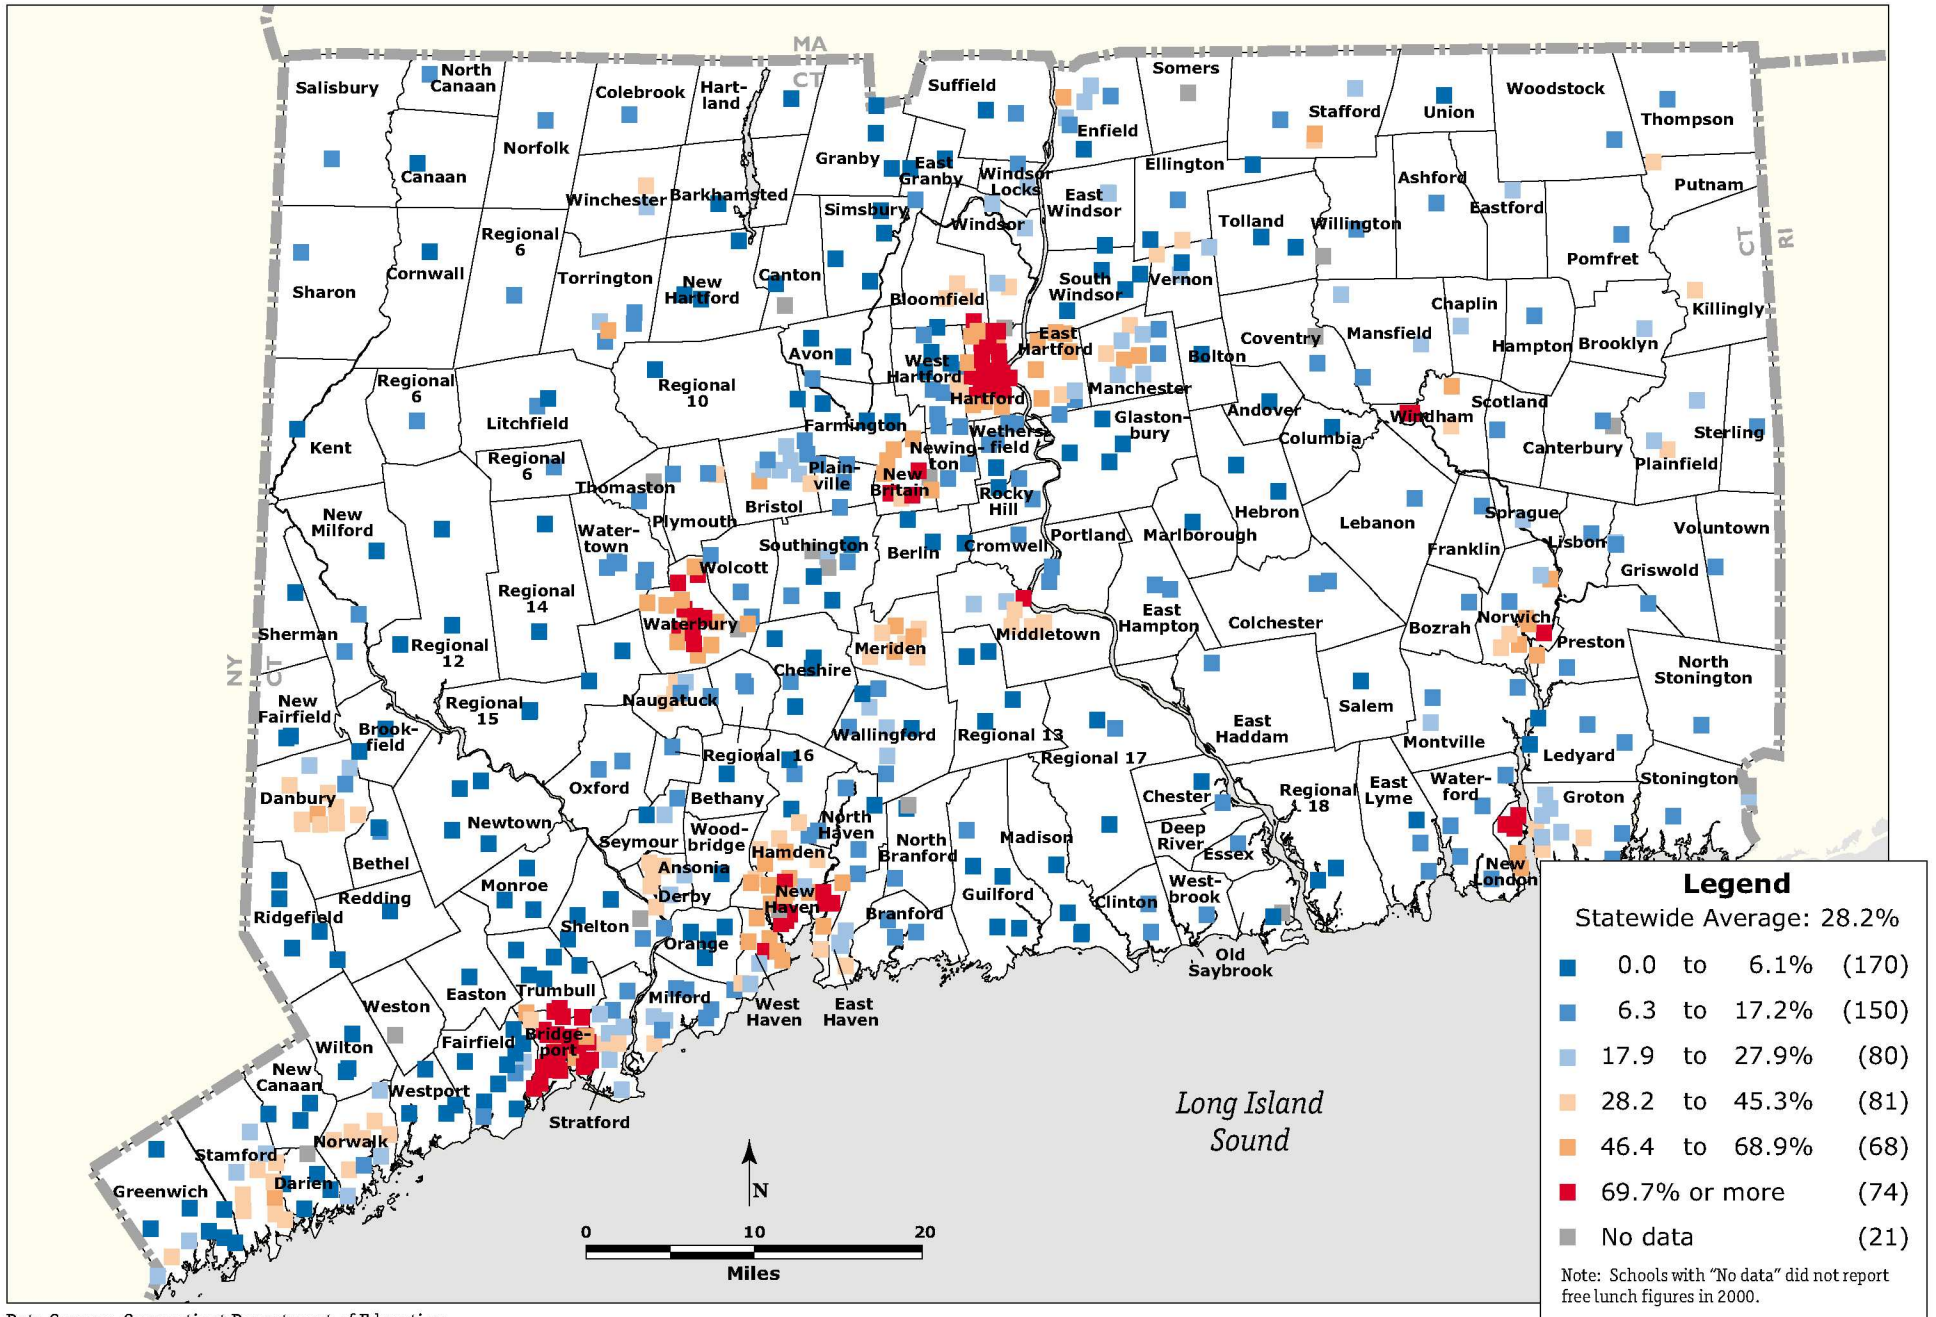 MA
CT
Salisbury
North
Canaan
Colebrook
Hart-
land
Suffield
Somers
Stafford
Union
Woodstock
Thompson
Norfolk
Canaan
Granby
East
Granby
Windsor
Locks
Enfield
Ellington
Ashford
Eastford
Putnam
Winchester
Barkhamsted
Simsbury
Windsor
East
Windsor
Tolland
Willington
Pomfret
CT
RI
Regional
6
Sharon
Cornwall
Torrington
New
Hartford
Canton
Bloomfield
South
Windsor
Vernon
Killingly
Chaplin
Avon
West
Hartford
East
Hartford
Hartford
Manchester
Bolton
Coventry
Mansfield
Hampton
Brooklyn
Regional
6
Regional
10
Litchfield
Farmington
Glaston-
bury
Andover
Columbia
Windham
Scotland
Canterbury
Plainfield
Sterling
Kent
Regional
6
Thomaston
Plain-
ville
Bristol
Newing-
ton
Wethers-
field
New
Britain
Rocky
Hill
Hebron
Lebanon
Sprague
Voluntown
New
Milford
Water-
town
Plymouth
Southington
Berlin
Cromwell
Portland
Marlborough
Franklin
Lisbon
Griswold
Wolcott
Regional
14
Waterbury
Middletown
East
Hampton
Colchester
Bozrah
Norwich
Preston
Sherman
Regional
12
Cheshire
Meriden
North
Stonington
NY
CT
New
Fairfield
Brook-
field
Regional
15
Naugatuck
Wallingford
Regional 13
East
Haddam
Salem
Montville
Ledyard
Regional 16
Regional 17
Danbury
Oxford
Bethany
Chester
Regional
18
East
Lyme
Water-
ford
Groton
Stonington
Newtown
Seymour
Wood-
bridge
Hamden
North
Haven
North
Branford
Madison
Deep
River
Essex
Bethel
Ansonia
Derby
New
Haven
New
London
Redding
Monroe
Guilford
Clinton
West-
brook
Ridgefield
Shelton
Orange
Branford
Old
Saybrook
Weston
Easton
Trumbull
Milford
West
Haven
East
Haven
Wilton
Fairfield
Bridge-
port
New
Canaan
Westport
Stratford
Norwalk
Stamford
Darien
Greenwich
Long Island
Sound
N
0 10 20
Miles
Legend
Statewide Average: 28.2%
0.0 to 6.1% (170)
6.3 to 17.2% (150)
17.9 to 27.9% (80)
28.2 to 45.3% (81)
46.4 to 68.9% (68)
69.7% or more (74)
No data (21)
Note: Schools with “No data” did not report
free lunch figures in 2000.